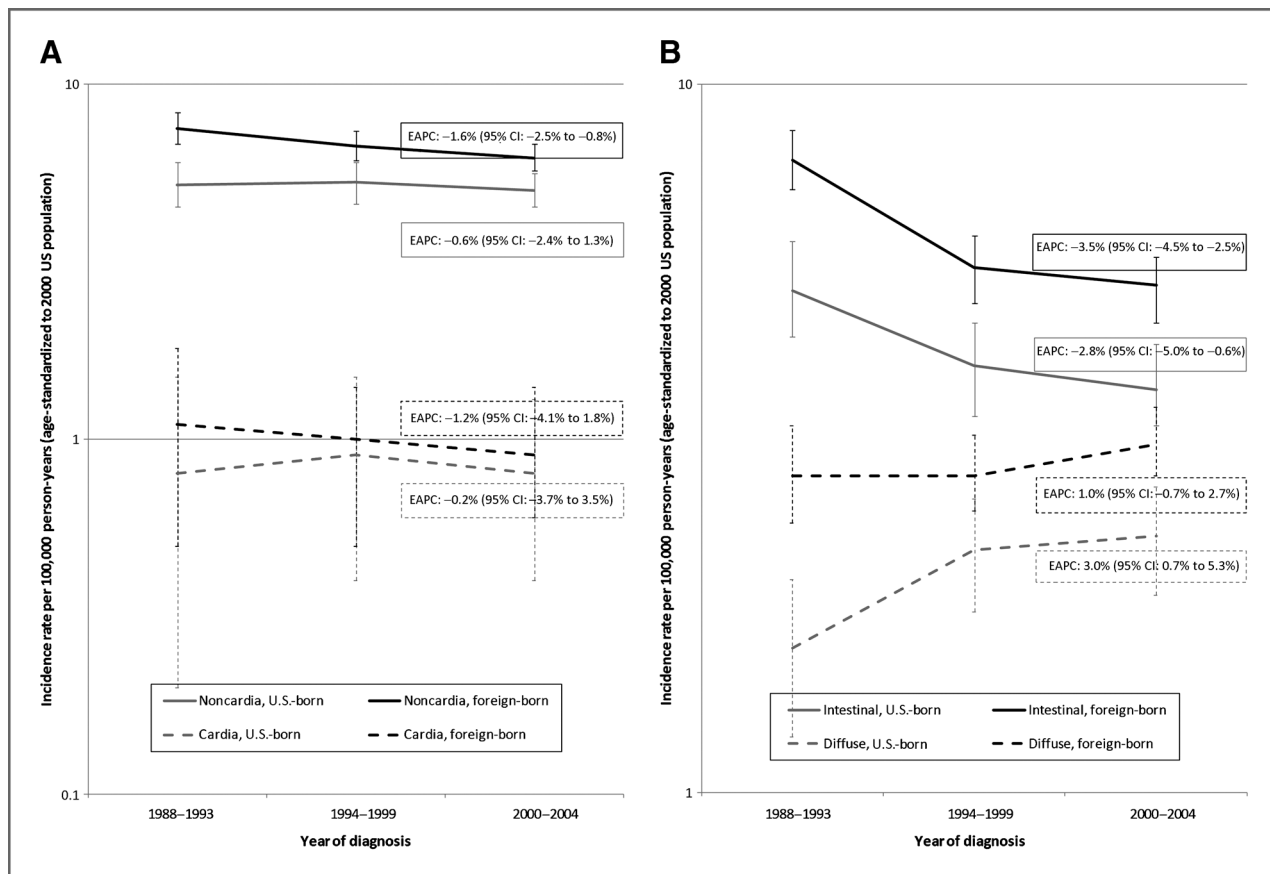 A
Incidence rate per 100,000 person-years (age-standardized to 2000 US population)
10
1
0.1
EAPC: −1.6% (95% CI: −2.5% to −0.8%)
EAPC: −0.6% (95% CI: −2.4% to 1.3%)
EAPC: −1.2% (95% CI: −4.1% to 1.8%)
EAPC: −0.2% (95% CI: −3.7% to 3.5%)
Noncardia, U.S.-born
Noncardia, foreign-born
Cardia, U.S.-born
Cardia, foreign-born
1988–1993
1994–1999
2000–2004
Year of diagnosis
B
Incidence rate per 100,000 person-years (age-standardized to 2000 US population)
10
1
EAPC: −3.5% (95% CI: −4.5% to −2.5%)
EAPC: −2.8% (95% CI: −5.0% to −0.6%)
EAPC: 1.0% (95% CI: −0.7% to 2.7%)
EAPC: 3.0% (95% CI: 0.7% to 5.3%)
Intestinal, U.S.-born
Intestinal, foreign-born
Diffuse, U.S.-born
Diffuse, foreign-born
1988–1993
1994–1999
2000–2004
Year of diagnosis